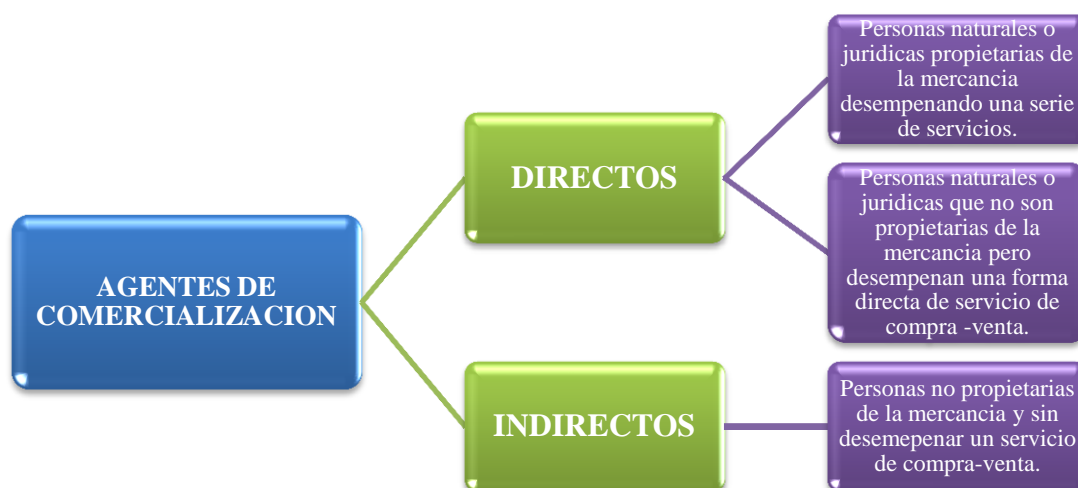 AGENTES DE
COMERCIALIZACION
DIRECTOS
Personas naturales o
juridicas propietarias de
la mercancia
desempenando una serie
de servicios.
Personas naturales o
juridicas que no son
propietarias de la
mercancia pero
desempenan una forma
directa de servicio de
compra -venta.
INDIRECTOS
Personas no propietarias
de la mercancia y sin
desemepenar un servicio
de compra-venta.